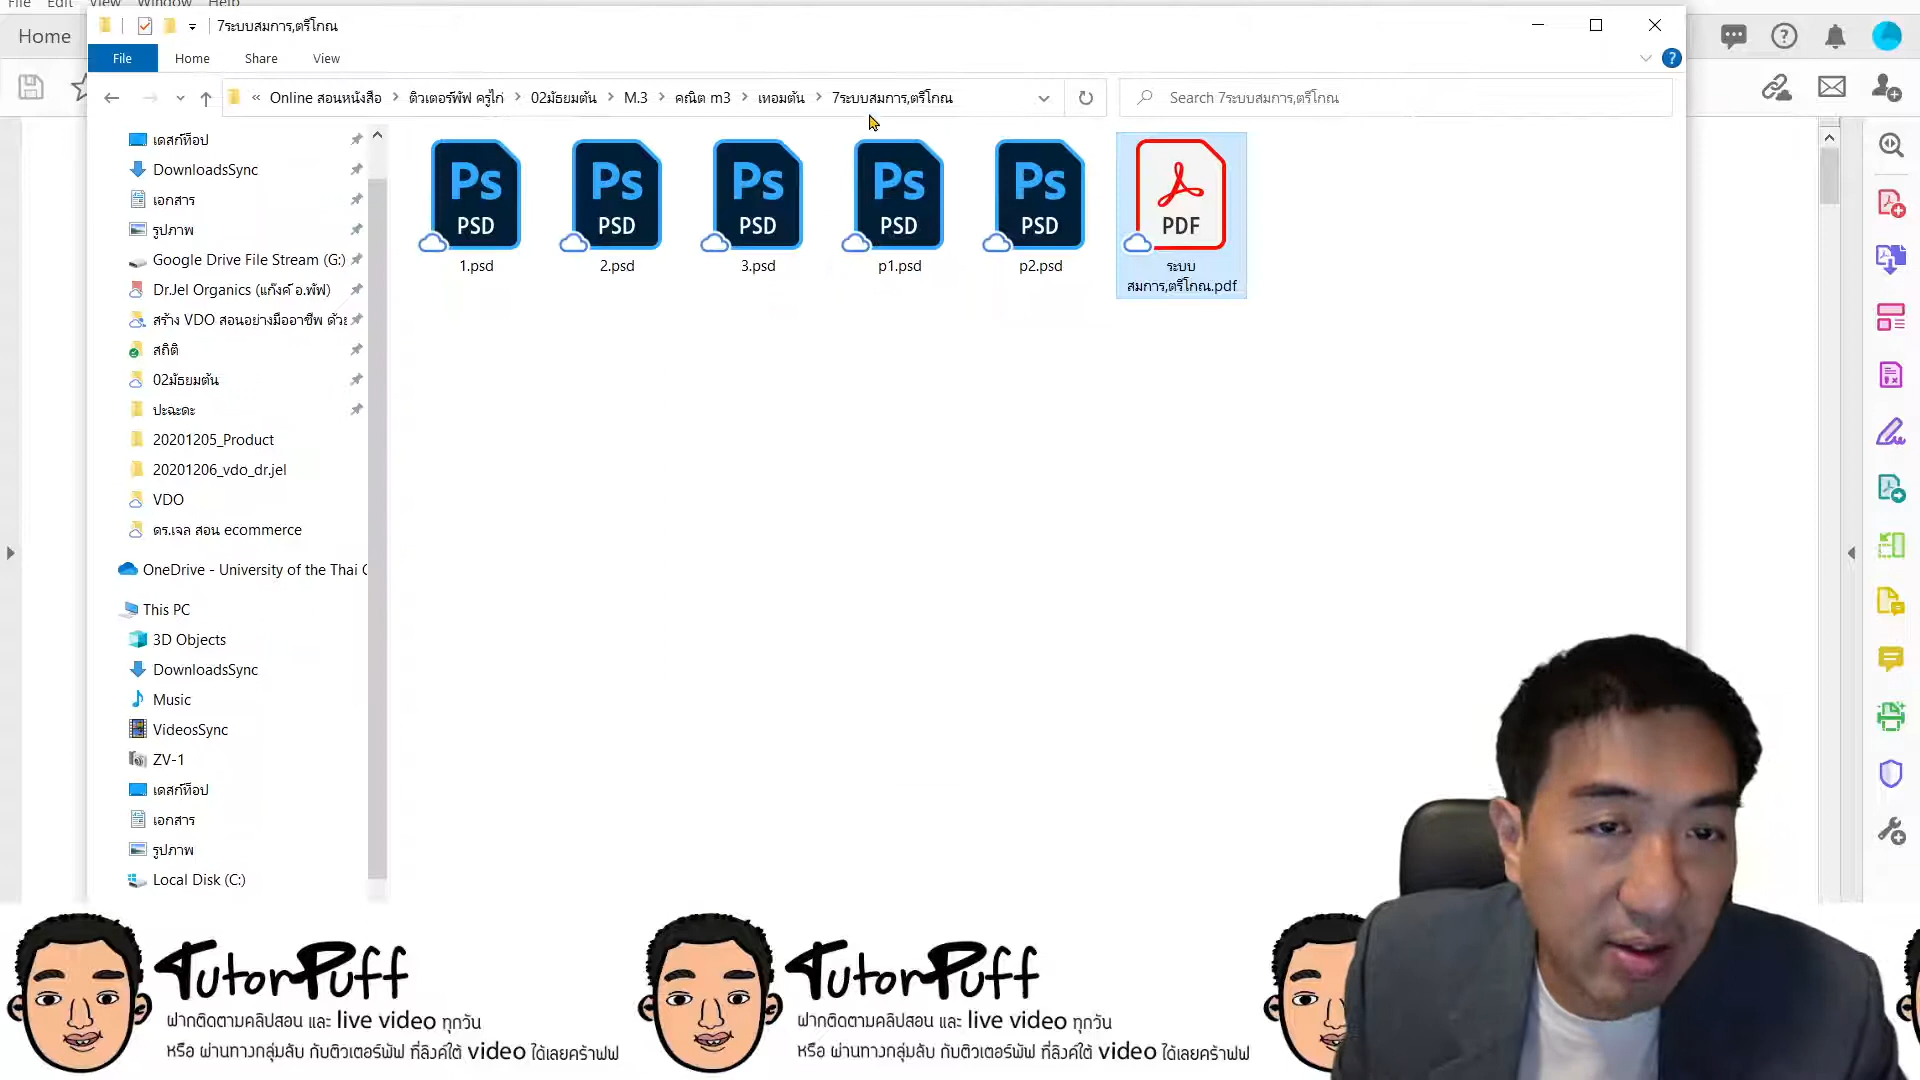 File Edit View Window Help
7ระบบสมการ,ตรีโกณ
Home
File Home Share View
« Online สอนหนังสือ > ติวเตอร์พัฟ ครูไก่ > 02มัธยมต้น > M.3 > คณิต m3 > เทอมต้น > 7ระบบสมการ,ตรีโกณ
Search 7ระบบสมการ,ตรีโกณ
เดสก์ท็อป
DownloadsSync
เอกสาร
รูปภาพ
Google Drive File Stream (G:)
Dr.Jel Organics (แก๊งค์ อ.พัฟ)
สร้าง VDO สอนอย่างมืออาชีพ ด้วย
สถิติ
02มัธยมต้น
ปะฉะดะ
20201205_Product
20201206_vdo_dr.jel
VDO
ดร.เจล สอน ecommerce
OneDrive - University of the Thai C
This PC
3D Objects
DownloadsSync
Music
VideosSync
ZV-1
เดสก์ท็อป
เอกสาร
รูปภาพ
Local Disk (C:)
Ps PSD
1.psd
Ps PSD
2.psd
Ps PSD
3.psd
Ps PSD
p1.psd
Ps PSD
p2.psd
PDF
ระบบ
สมการ,ตรีโกณ.pdf
TutorPuff
ฝากติดตามคลิปสอน และ live video ทุกวัน
หรือ ผ่านทางกลุ่มลับ กับติวเตอร์พัฟ ที่ลิงค์ใต้ video ได้เลยคร้าฟฟ
TutorPuff
ฝากติดตามคลิปสอน และ live video ทุกวัน
หรือ ผ่านทางกลุ่มลับ กับติวเตอร์พัฟ ที่ลิงค์ใต้ video ได้เลยคร้าฟฟ